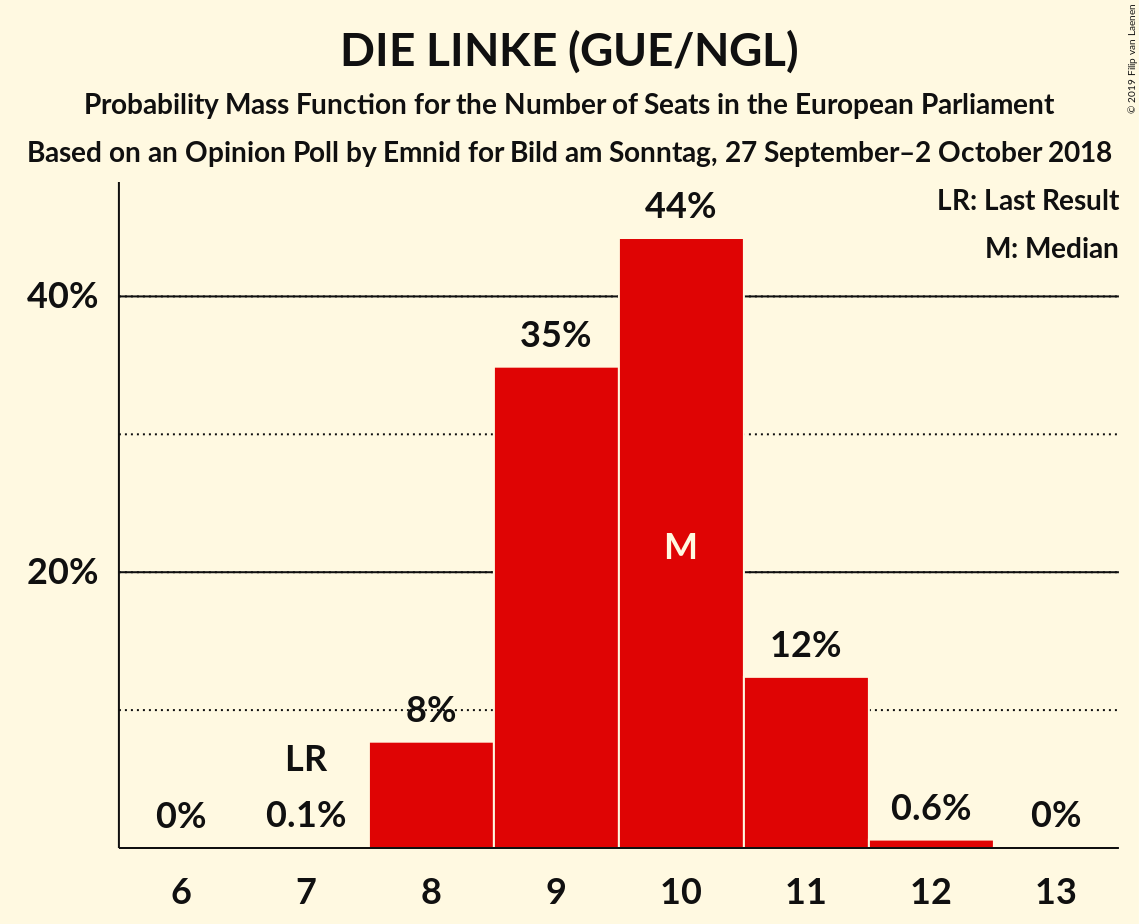 DIE LINKE (GUE/NGL)
Probability Mass Function for the Number of Seats in the European Parliament
Based on an Opinion Poll by Emnid for Bild am Sonntag, 27 September–2 October 2018
© 2019 Filip van Laenen
LR: Last Result
M: Median
44%
40%
35%
M
20%
12%
8%
LR
0%
0.1%
0.6%
0%
6 7 8 9 10 11 12 13